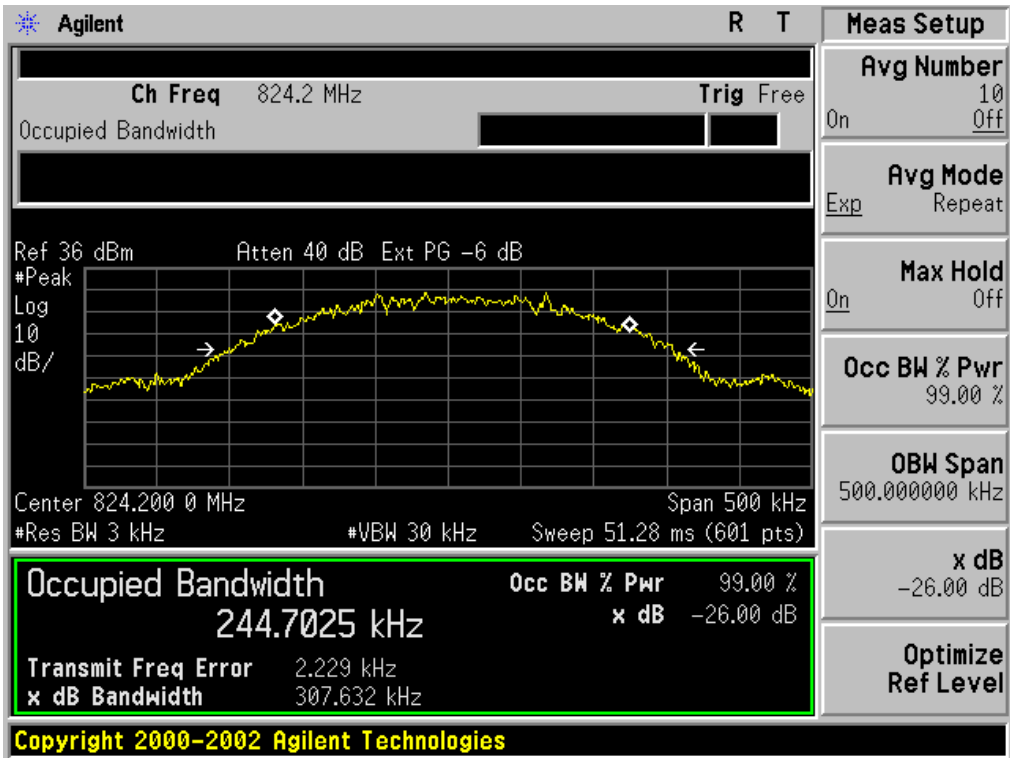 Agilent R T
Ch Freq 824.2 MHz Trig Free
Occupied Bandwidth
Ref 36 dBm Atten 40 dB Ext PG -6 dB
#Peak
Log
10
dB/
Center 824.200 0 MHz Span 500 kHz
#Res BW 3 kHz #VBW 30 kHz Sweep 51.28 ms (601 pts)
Occupied Bandwidth Occ BW % Pwr 99.00 %
244.7025 kHz x dB -26.00 dB
Transmit Freq Error 2.229 kHz
x dB Bandwidth 307.632 kHz
Copyright 2000-2002 Agilent Technologies
Meas Setup
Avg Number
10
On Off
Avg Mode
Exp Repeat
Max Hold
On Off
Occ BW % Pwr
99.00 %
OBW Span
500.000000 kHz
x dB
-26.00 dB
Optimize
Ref Level